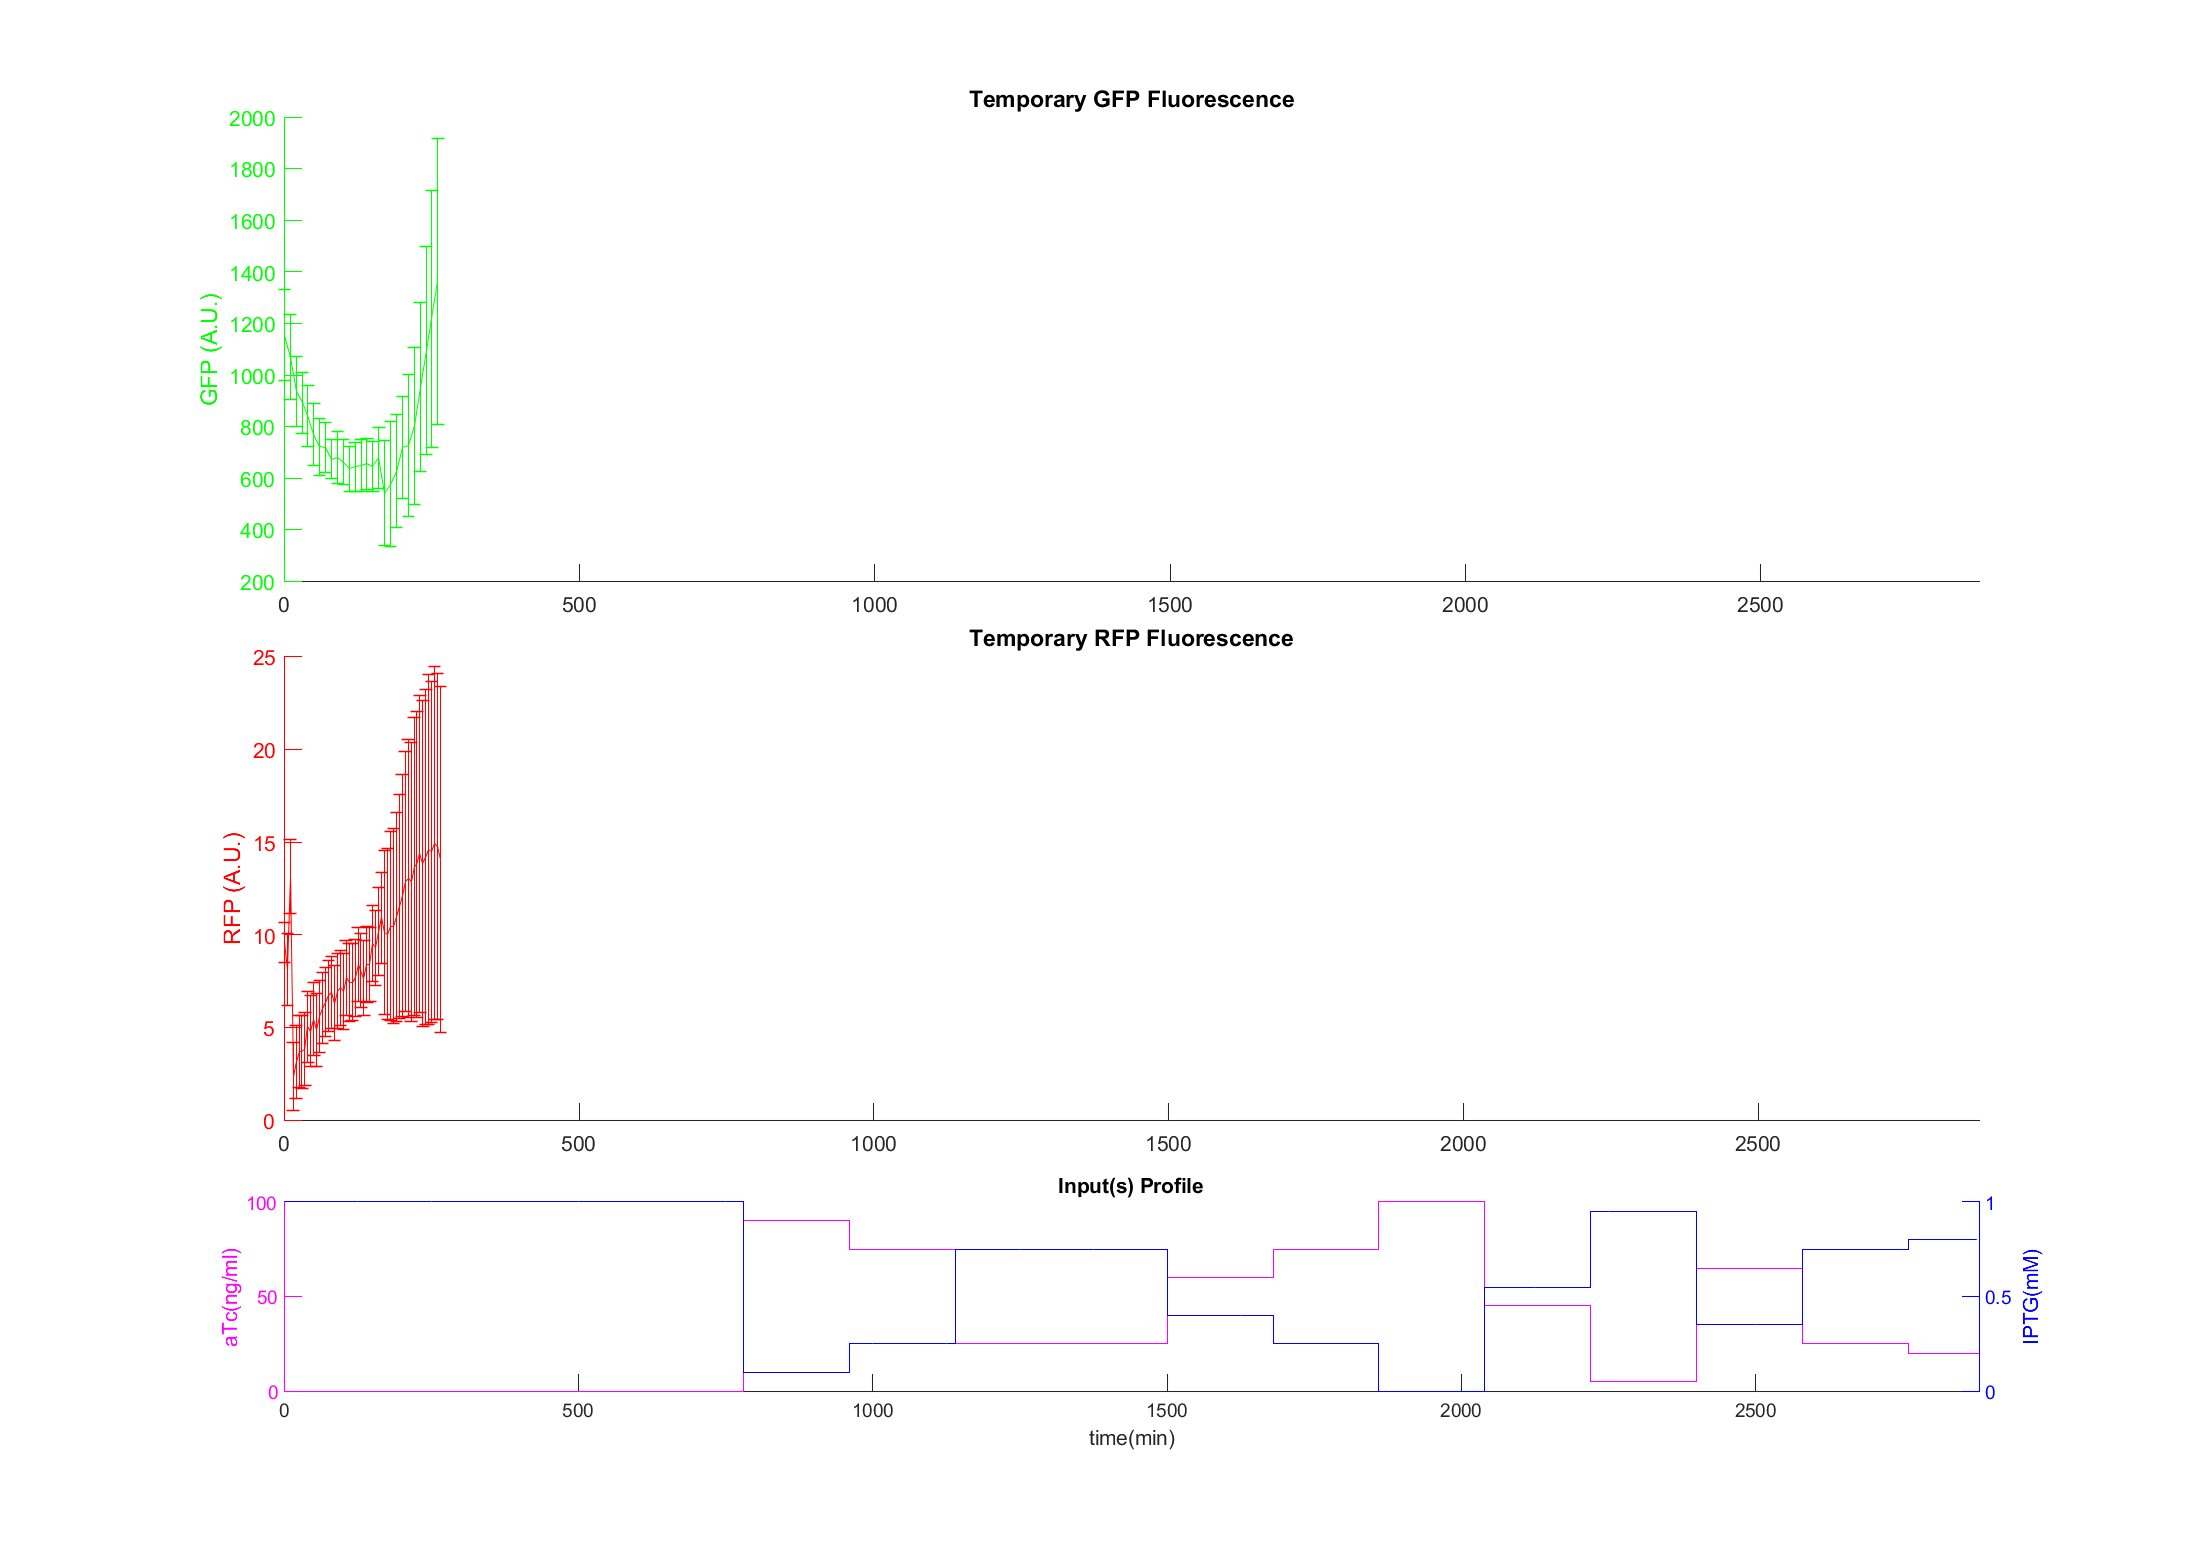 Temporary GFP Fluorescence
2000
1800
1600
1400
1200
1000
800
600
400
200
GFP (A.U.)
0 500 1000 1500 2000 2500
Temporary RFP Fluorescence
25
20
15
10
5
0
RFP (A.U.)
0 500 1000 1500 2000 2500
Input(s) Profile
100 1
50 0.5
0 0
aTc(ng/ml)
IPTG(mM)
0 500 1000 1500 2000 2500
time(min)